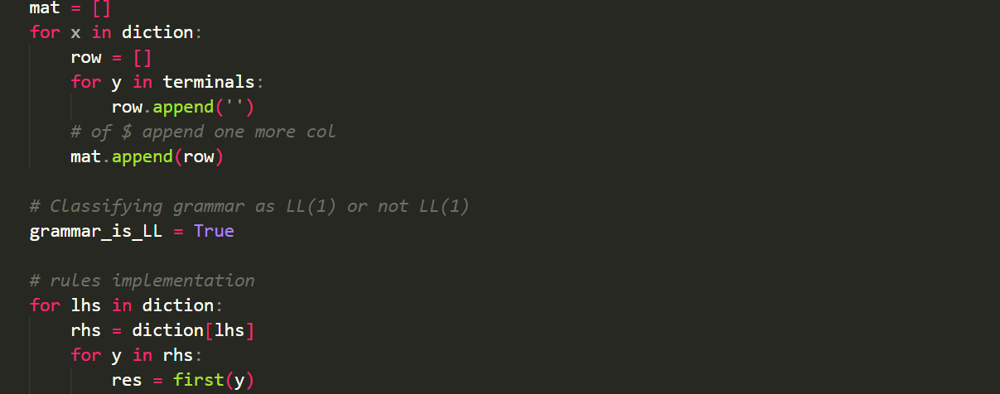 mat = []
for x in diction:
    row = []
    for y in terminals:
        row.append('')
    # of $ append one more col
    mat.append(row)

# Classifying grammar as LL(1) or not LL(1)
grammar_is_LL = True

# rules implementation
for lhs in diction:
    rhs = diction[lhs]
    for y in rhs:
        res = first(y)